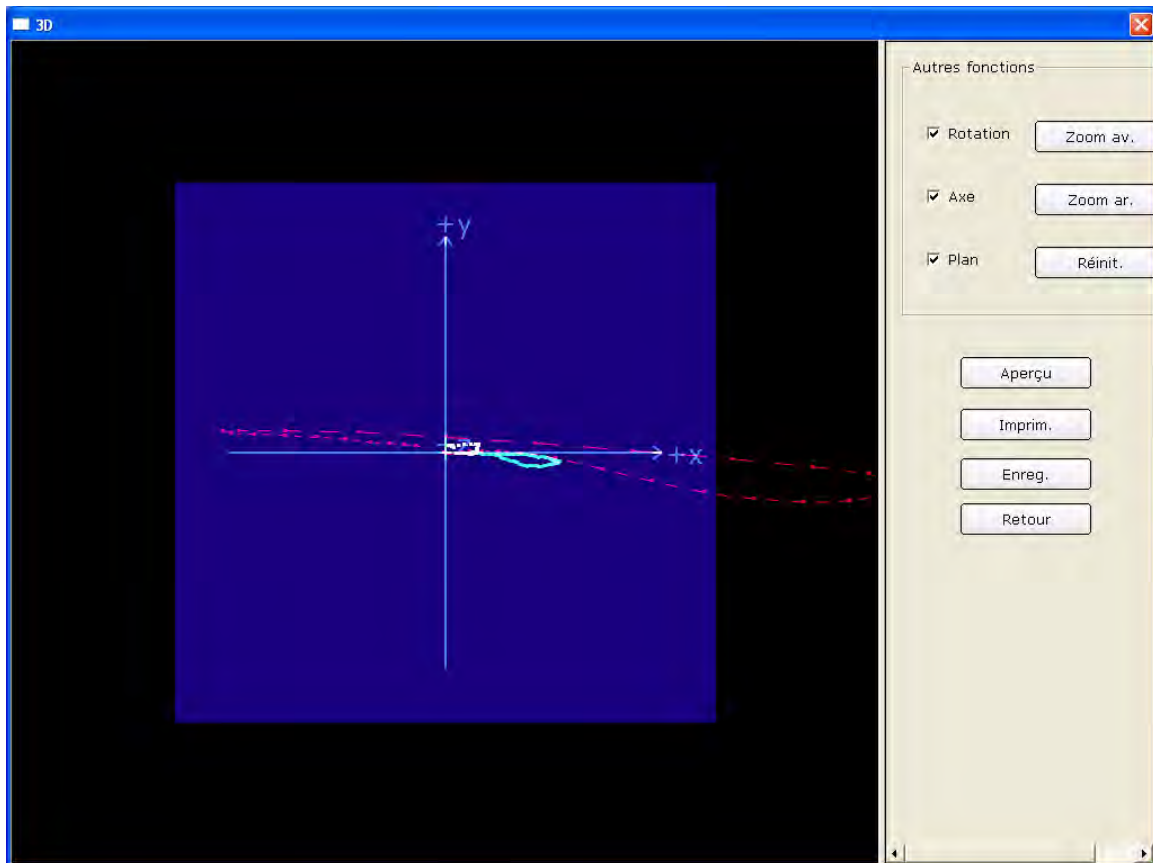 3D
Autres fonctions
Rotation
Zoom av.
Axe
Zoom ar.
Plan
Réinit.
+y
+x
Aperçu
Imprim.
Enreg.
Retour